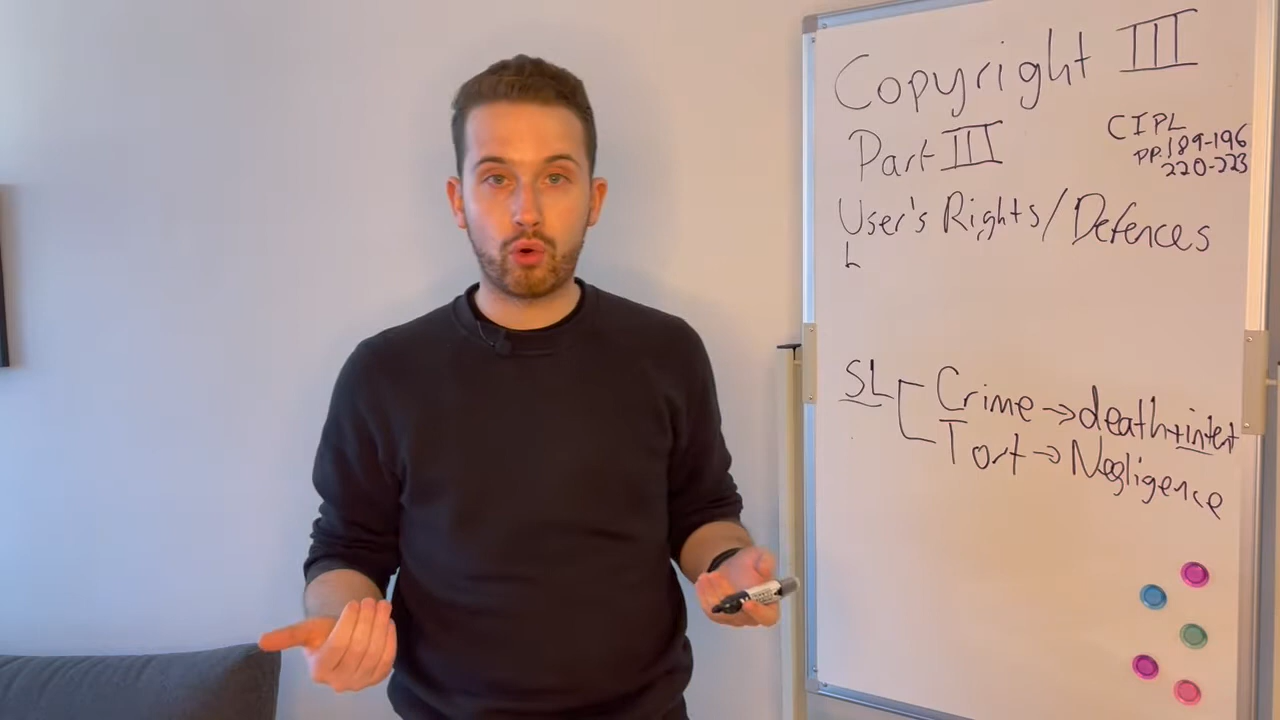 Copyright III
Part III
CIPL
PP.189-196
220-223
User's Rights/Defences
L
SL
Crime → death+intent
Tort → Negligence